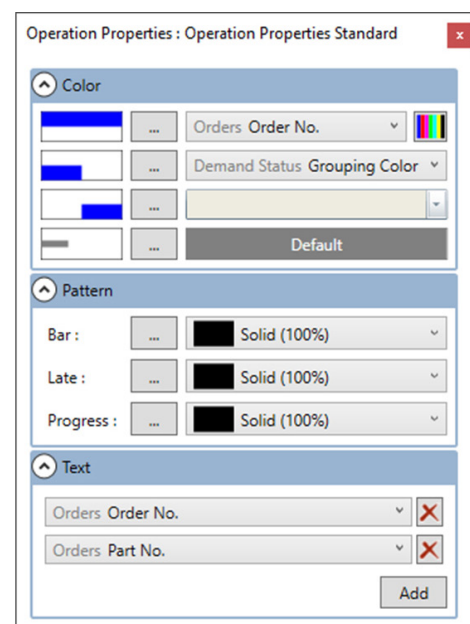 Operation Properties : Operation Properties Standard
x
Color
... Orders Order No.
... Demand Status Grouping Color
...
... Default
Pattern
Bar : ... Solid (100%)
Late : ... Solid (100%)
Progress : ... Solid (100%)
Text
Orders Order No.
Orders Part No.
Add